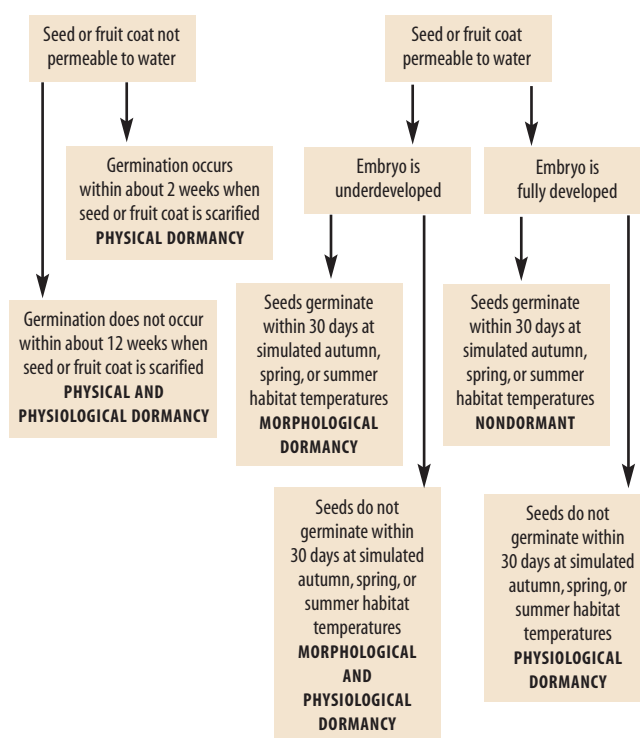 Seed or fruit coat not
permeable to water
Seed or fruit coat
permeable to water
Germination occurs
within about 2 weeks when
seed or fruit coat is scarified
PHYSICAL DORMANCY
Embryo is
underdeveloped
Embryo is
fully developed
Germination does not occur
within about 12 weeks when
seed or fruit coat is scarified
PHYSICAL AND
PHYSIOLOGICAL DORMANCY
Seeds germinate
within 30 days at
simulated autumn,
spring, or summer
habitat temperatures
MORPHOLOGICAL
DORMANCY
Seeds germinate
within 30 days at
simulated autumn,
spring, or summer
habitat temperatures
NONDORMANT
Seeds do not
germinate within
30 days at simulated
autumn, spring, or
summer habitat
temperatures
MORPHOLOGICAL
AND
PHYSIOLOGICAL
DORMANCY
Seeds do not
germinate within
30 days at simulated
autumn, spring, or
summer habitat
temperatures
PHYSIOLOGICAL
DORMANCY